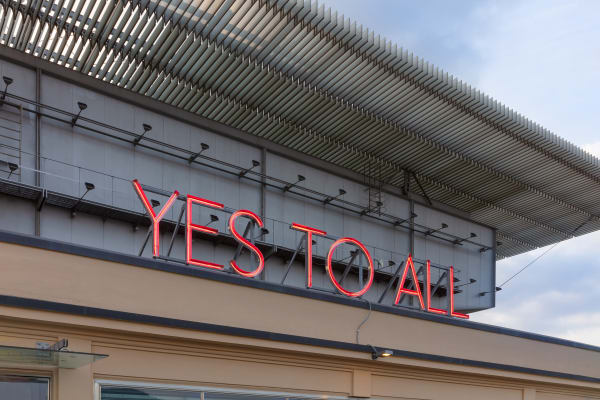 YES TO ALL